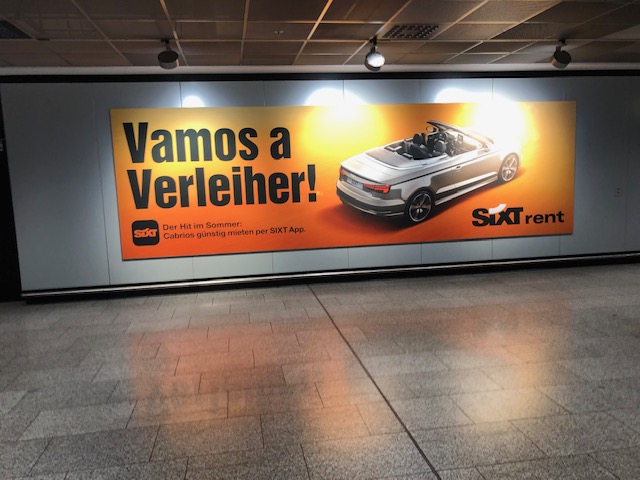 Vamos a
Verleiher!
SIXT
Der Hit im Sommer:
Cabrios günstig mieten per SIXT App.
SIXT rent